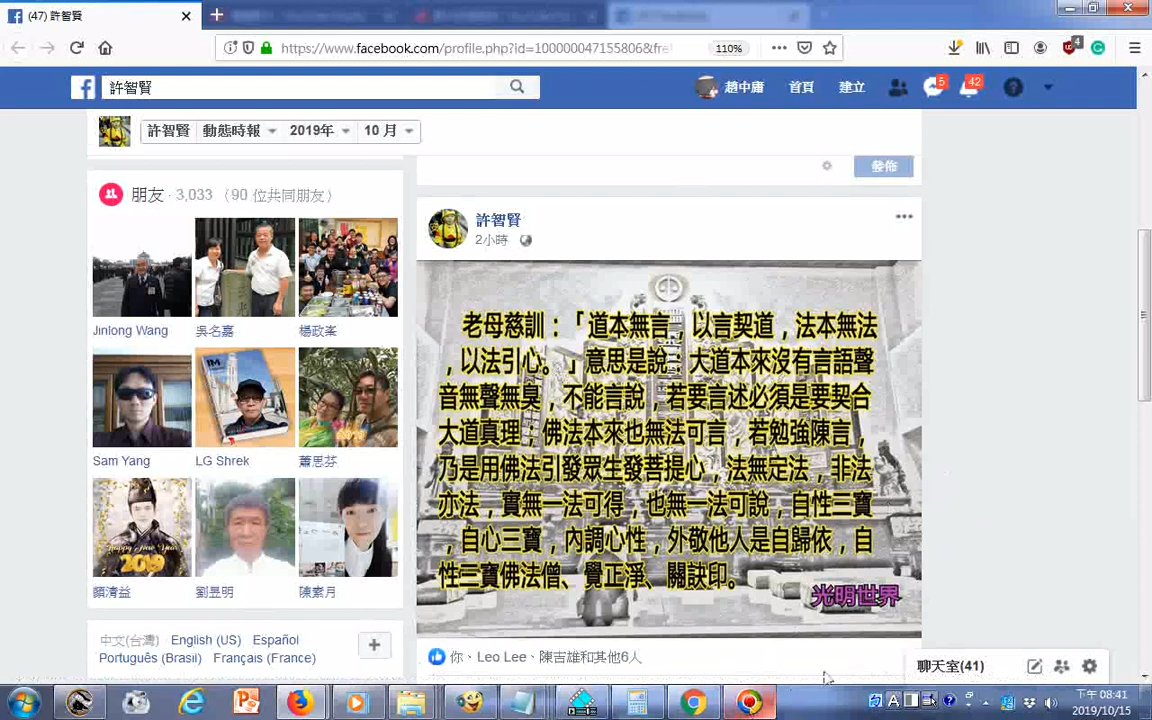 (47) 許智賢
https://www.facebook.com/profile.php?id=100000047155806&fre
110%
4
許智賢
趙中庸
首頁
建立
5
42
許智賢
動態時報
2019年
10 月
朋友 · 3,033（90 位共同朋友）
發佈
許智賢
2小時
Jinlong Wang
吳名嘉
楊政峯
Sam Yang
LG Shrek
蕭思芬
Happy New Year
2019
顏清益
劉昱明
陳素月
老母慈訓：「道本無言，以言契道，法本無法
，以法引心。」意思是說：大道本來沒有言語聲
音無聲無臭，不能言說，若要言述必須是要契合
大道真理；佛法本來也無法可言，若勉強陳言，
乃是用佛法引發眾生發菩提心，法無定法，非法
亦法，實無一法可得，也無一法可說，自性三寶
，自心三寶，內調心性，外敬他人是自歸依，自
性三寶佛法僧、覺正淨、關訣印。
光明世界
中文(台灣) English (US) Español
Português (Brasil) Français (France)
你、Leo Lee、陳吉雄和其他6人
聊天室(41)
下午 08:41
2019/10/15